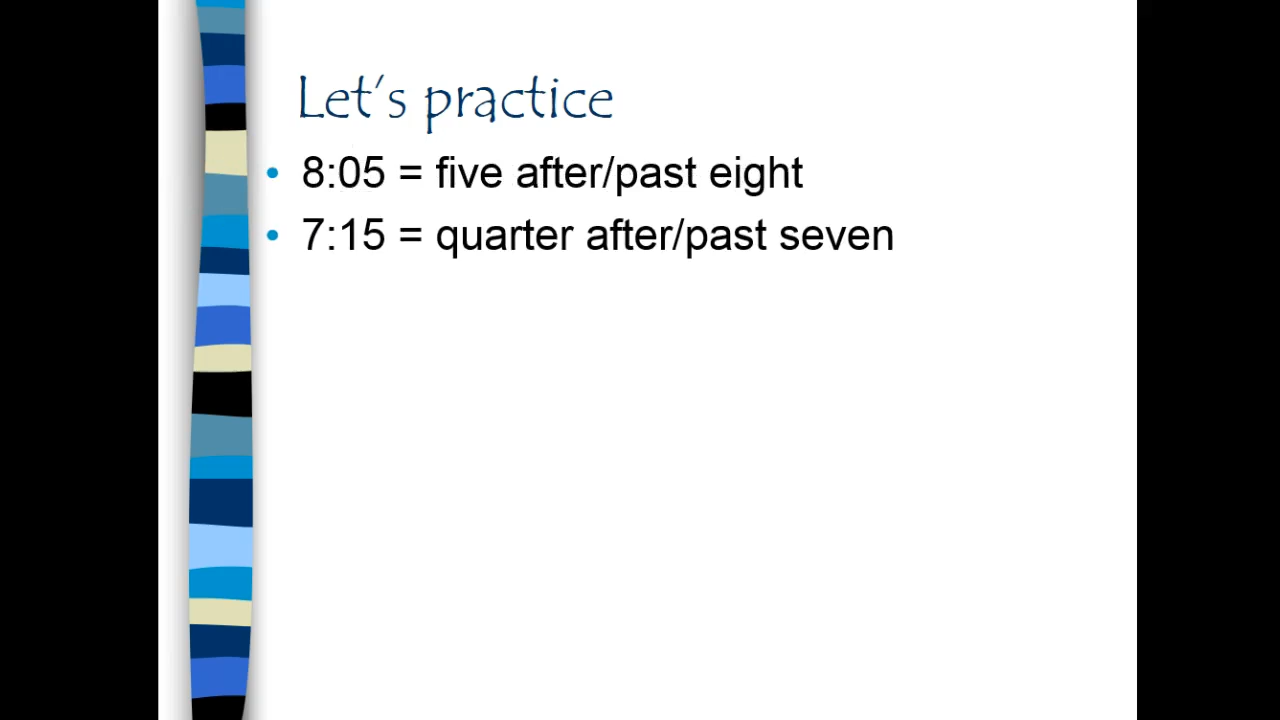 Let's practice
• 8:05 = five after/past eight
• 7:15 = quarter after/past seven